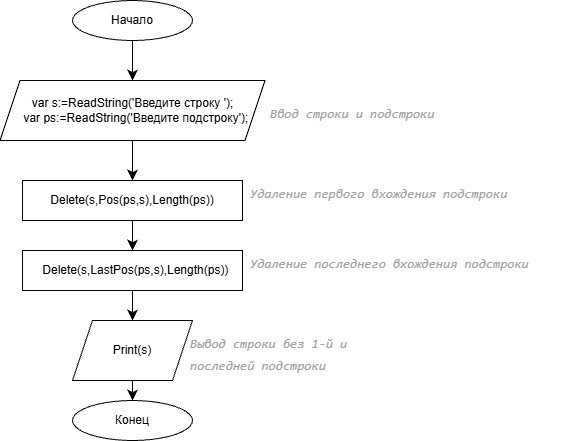 Начало
var s:=ReadString('Введите строку ');
var ps:=ReadString('Введите подстроку');
Ввод строки и подстроки
Delete(s,Pos(ps,s),Length(ps))
Удаление первого вхождения подстроки
Delete(s,LastPos(ps,s),Length(ps))
Удаление последнего вхождения подстроки
Print(s)
Вывод строки без 1-й и
последней подстроки
Конец